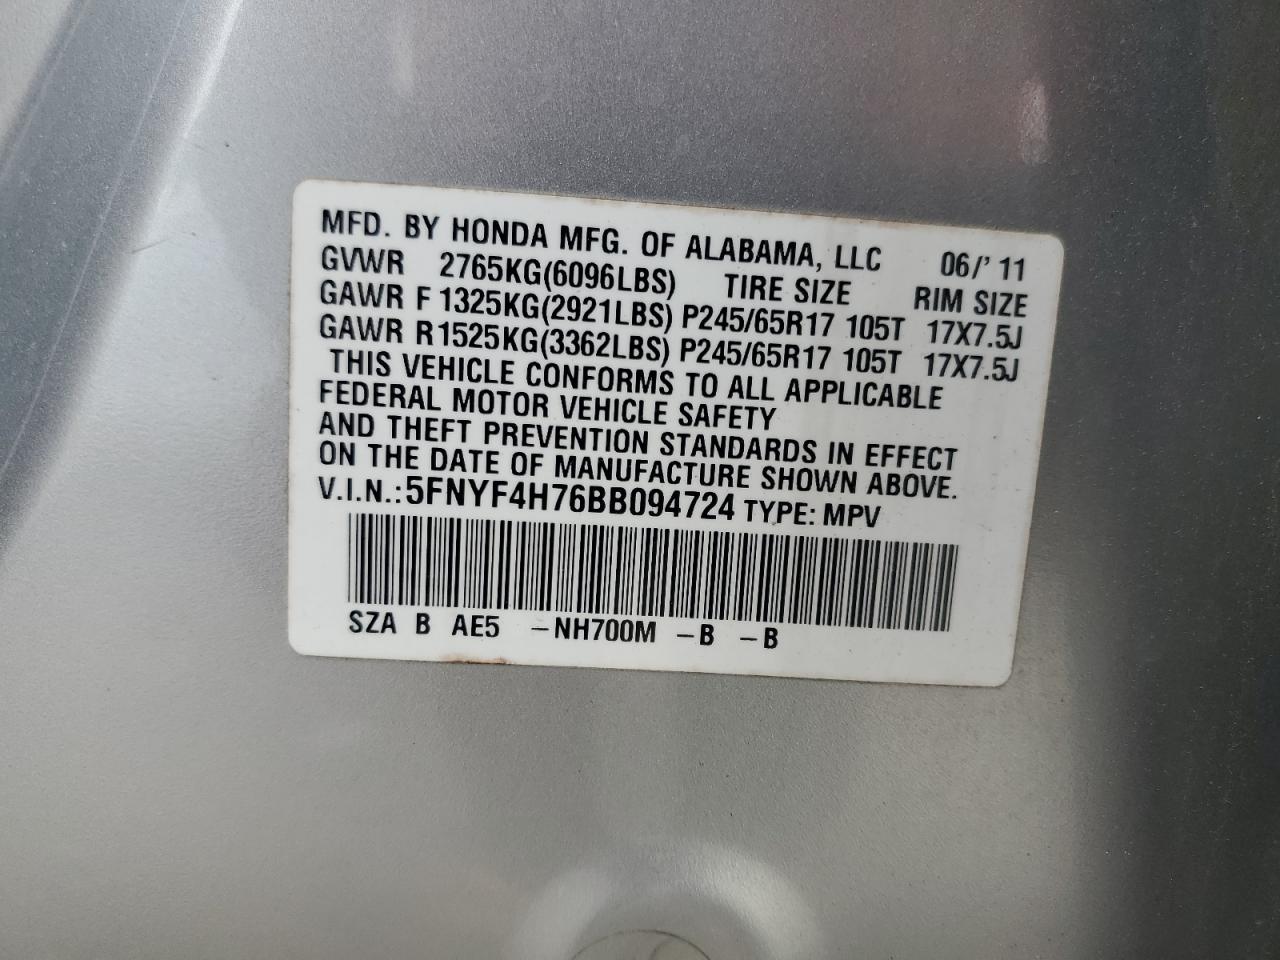 MFD. BY HONDA MFG. OF ALABAMA, LLC 06/'11
GVWR 2765KG(6096LBS) TIRE SIZE RIM SIZE
GAWR F 1325KG(2921LBS) P245/65R17 105T 17X7.5J
GAWR R1525KG(3362LBS) P245/65R17 105T 17X7.5J
THIS VEHICLE CONFORMS TO ALL APPLICABLE
FEDERAL MOTOR VEHICLE SAFETY
AND THEFT PREVENTION STANDARDS IN EFFECT
ON THE DATE OF MANUFACTURE SHOWN ABOVE.
V.I.N.:5FNYF4H76BB094724 TYPE: MPV
SZA B AE5 -NH700M -B -B